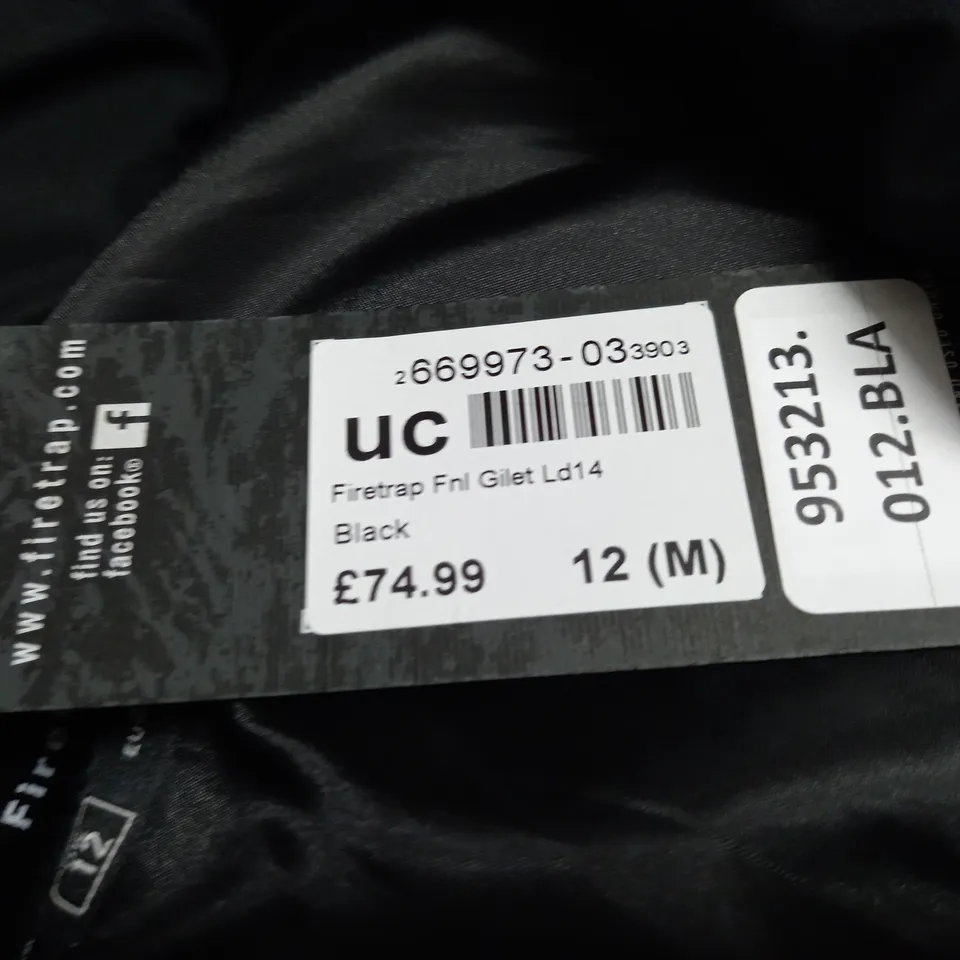 www.firetrap.com
find us on:
facebook®
f
2669973-033903
uc
Firetrap Fnl Gilet Ld14
Black
£74.99 12 (M)
953213.
012.BLA
12